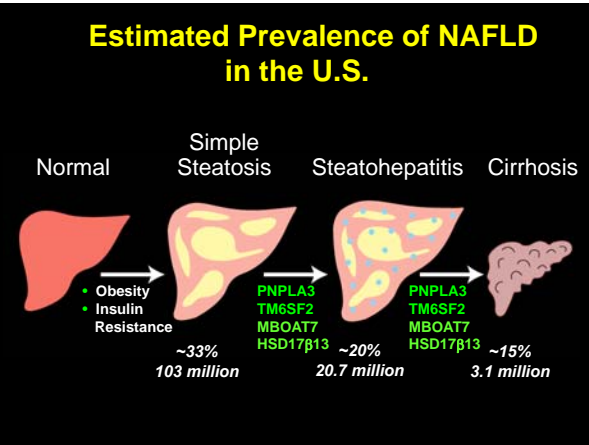 Estimated Prevalence of NAFLD
in the U.S.
Normal
Simple
Steatosis
Steatohepatitis
Cirrhosis
• Obesity
• Insulin
Resistance
PNPLA3
TM6SF2
MBOAT7
HSD17β13
PNPLA3
TM6SF2
MBOAT7
HSD17β13
~33%
103 million
~20%
20.7 million
~15%
3.1 million